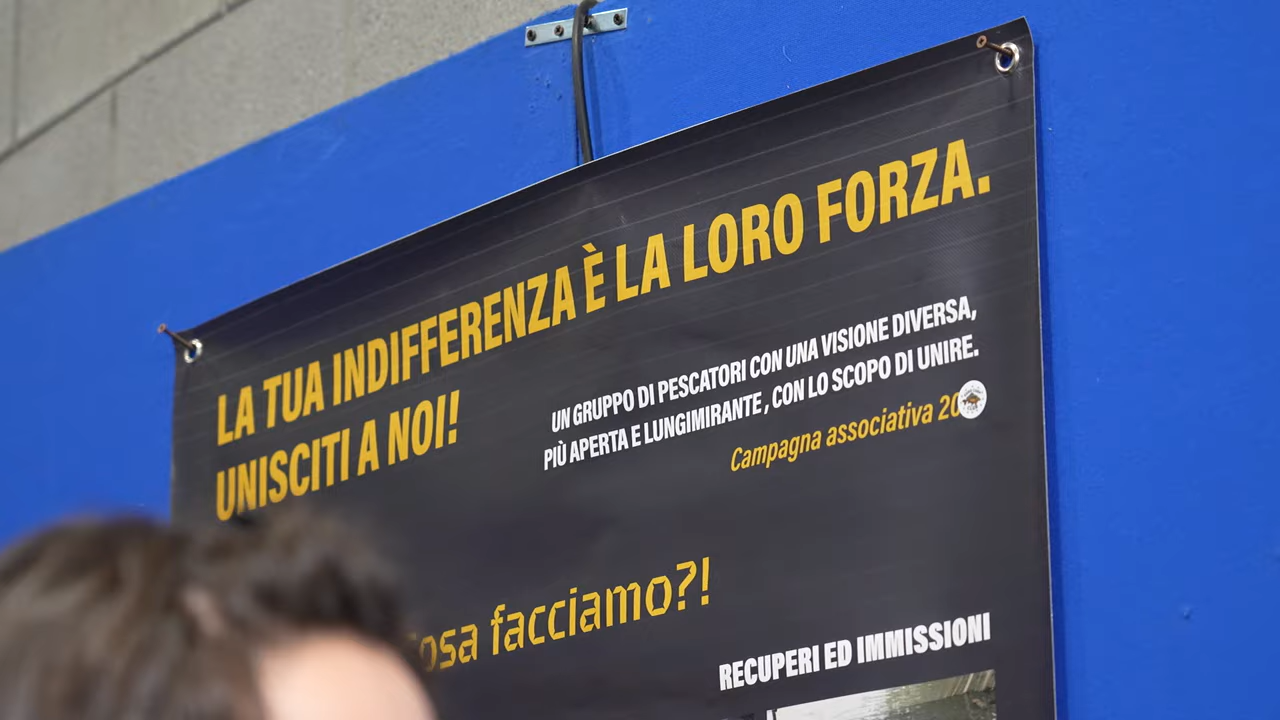 LA TUA INDIFFERENZA È LA LORO FORZA.
UNISCITI A NOI!
UN GRUPPO DI PESCATORI CON UNA VISIONE DIVERSA,
PIÙ APERTA E LUNGIMIRANTE, CON LO SCOPO DI UNIRE.
Campagna associativa
facciamo?!
RECUPERI ED IMMISSIONI